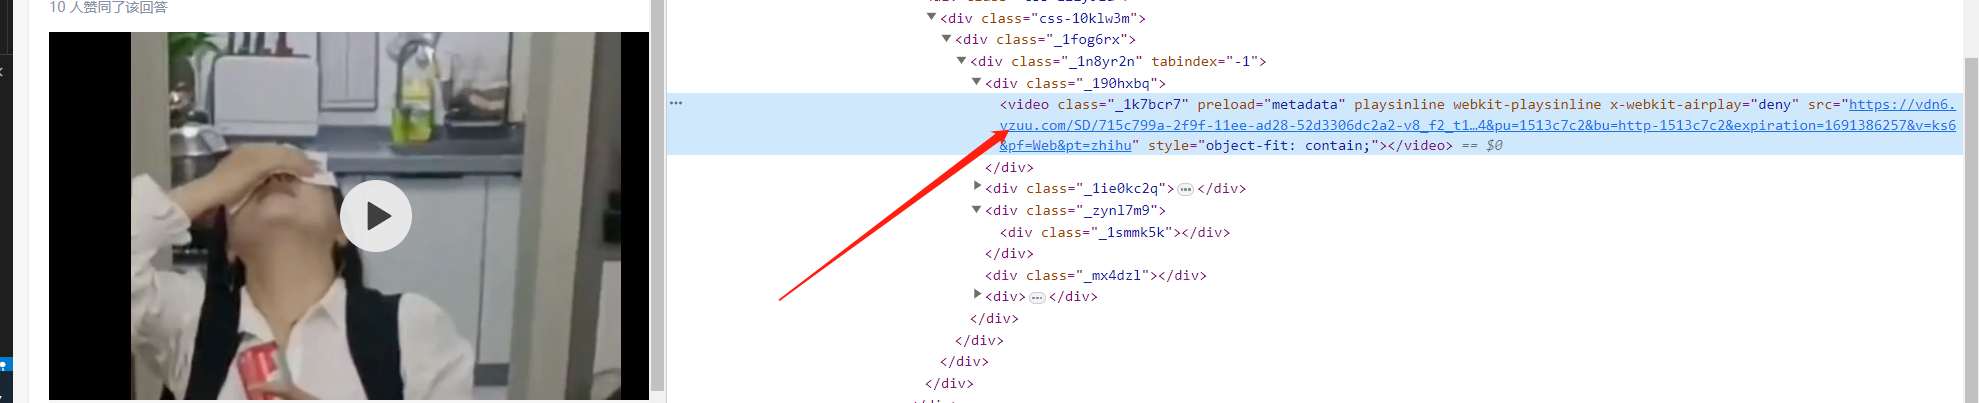 10 人赞同了该回答
<div class="css-10klw3m">
<div class="_1fog6rx">
<div class="_1n8yr2n" tabindex="-1">
<div class="_190hxbq">
<video class="_1k7bcr7" preload="metadata" playsinline webkit-playsinline x-webkit-airplay="deny" src="https://vdn6.
vzuu.com/SD/715c799a-2f9f-11ee-ad28-52d3306dc2a2-v8_f2_t1…4&pu=1513c7c2&bu=http-1513c7c2&expiration=1691386257&v=ks6
&pf=Web&pt=zhihu" style="object-fit: contain;"></video> == $0
</div>
<div class="_1ie0kc2q">…</div>
<div class="_zynl7m9">
<div class="_1smmk5k"></div>
</div>
<div class="_mx4dzl"></div>
<div>…</div>
</div>
</div>
</div>
</div>